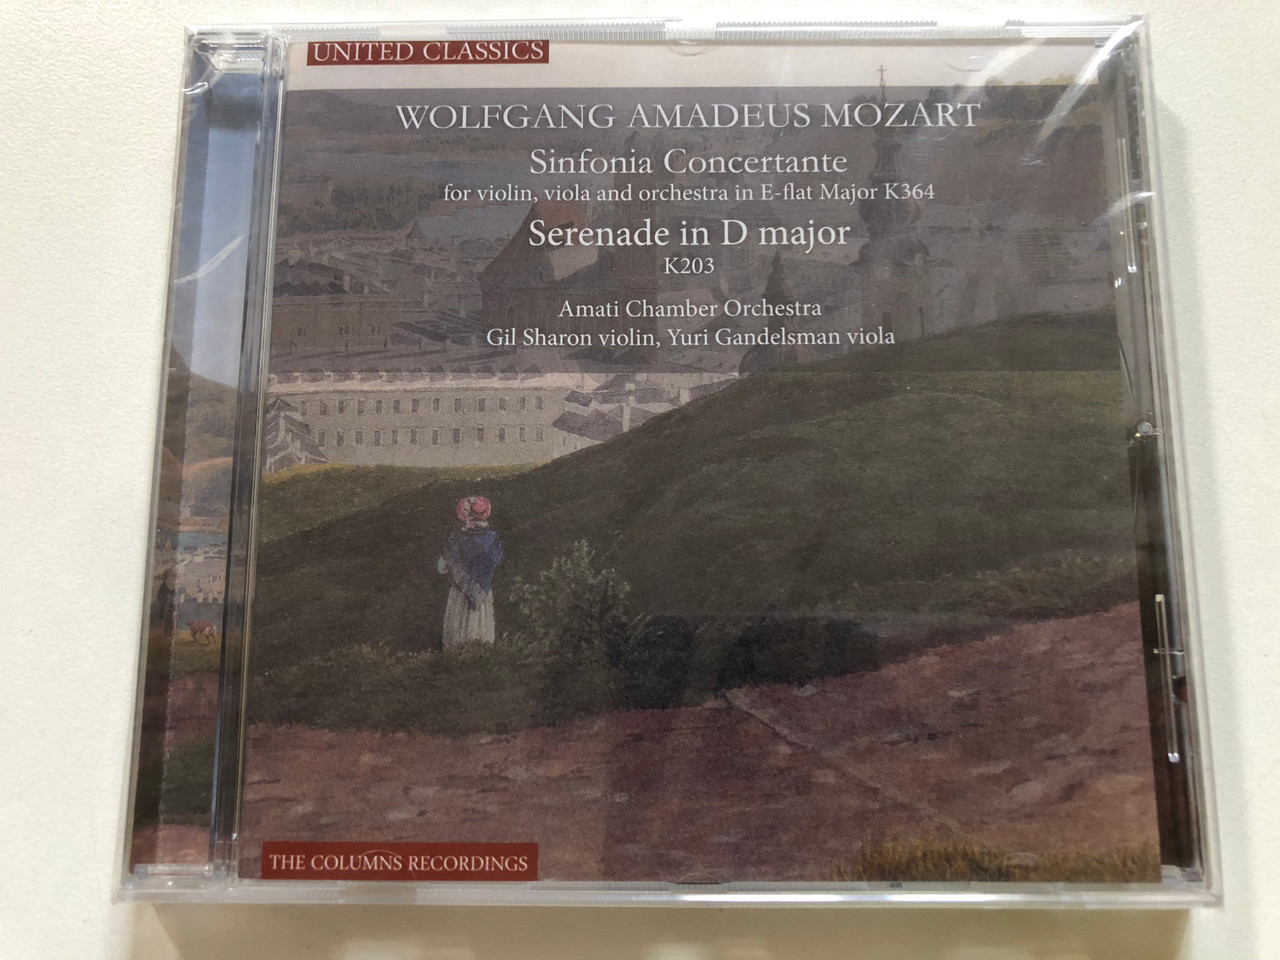 UNITED CLASSICS
WOLFGANG AMADEUS MOZART
Sinfonia Concertante
for violin, viola and orchestra in E-flat Major K364
Serenade in D major
K203
Amati Chamber Orchestra
Gil Sharon violin, Yuri Gandelsman viola
THE COLUMNS RECORDINGS